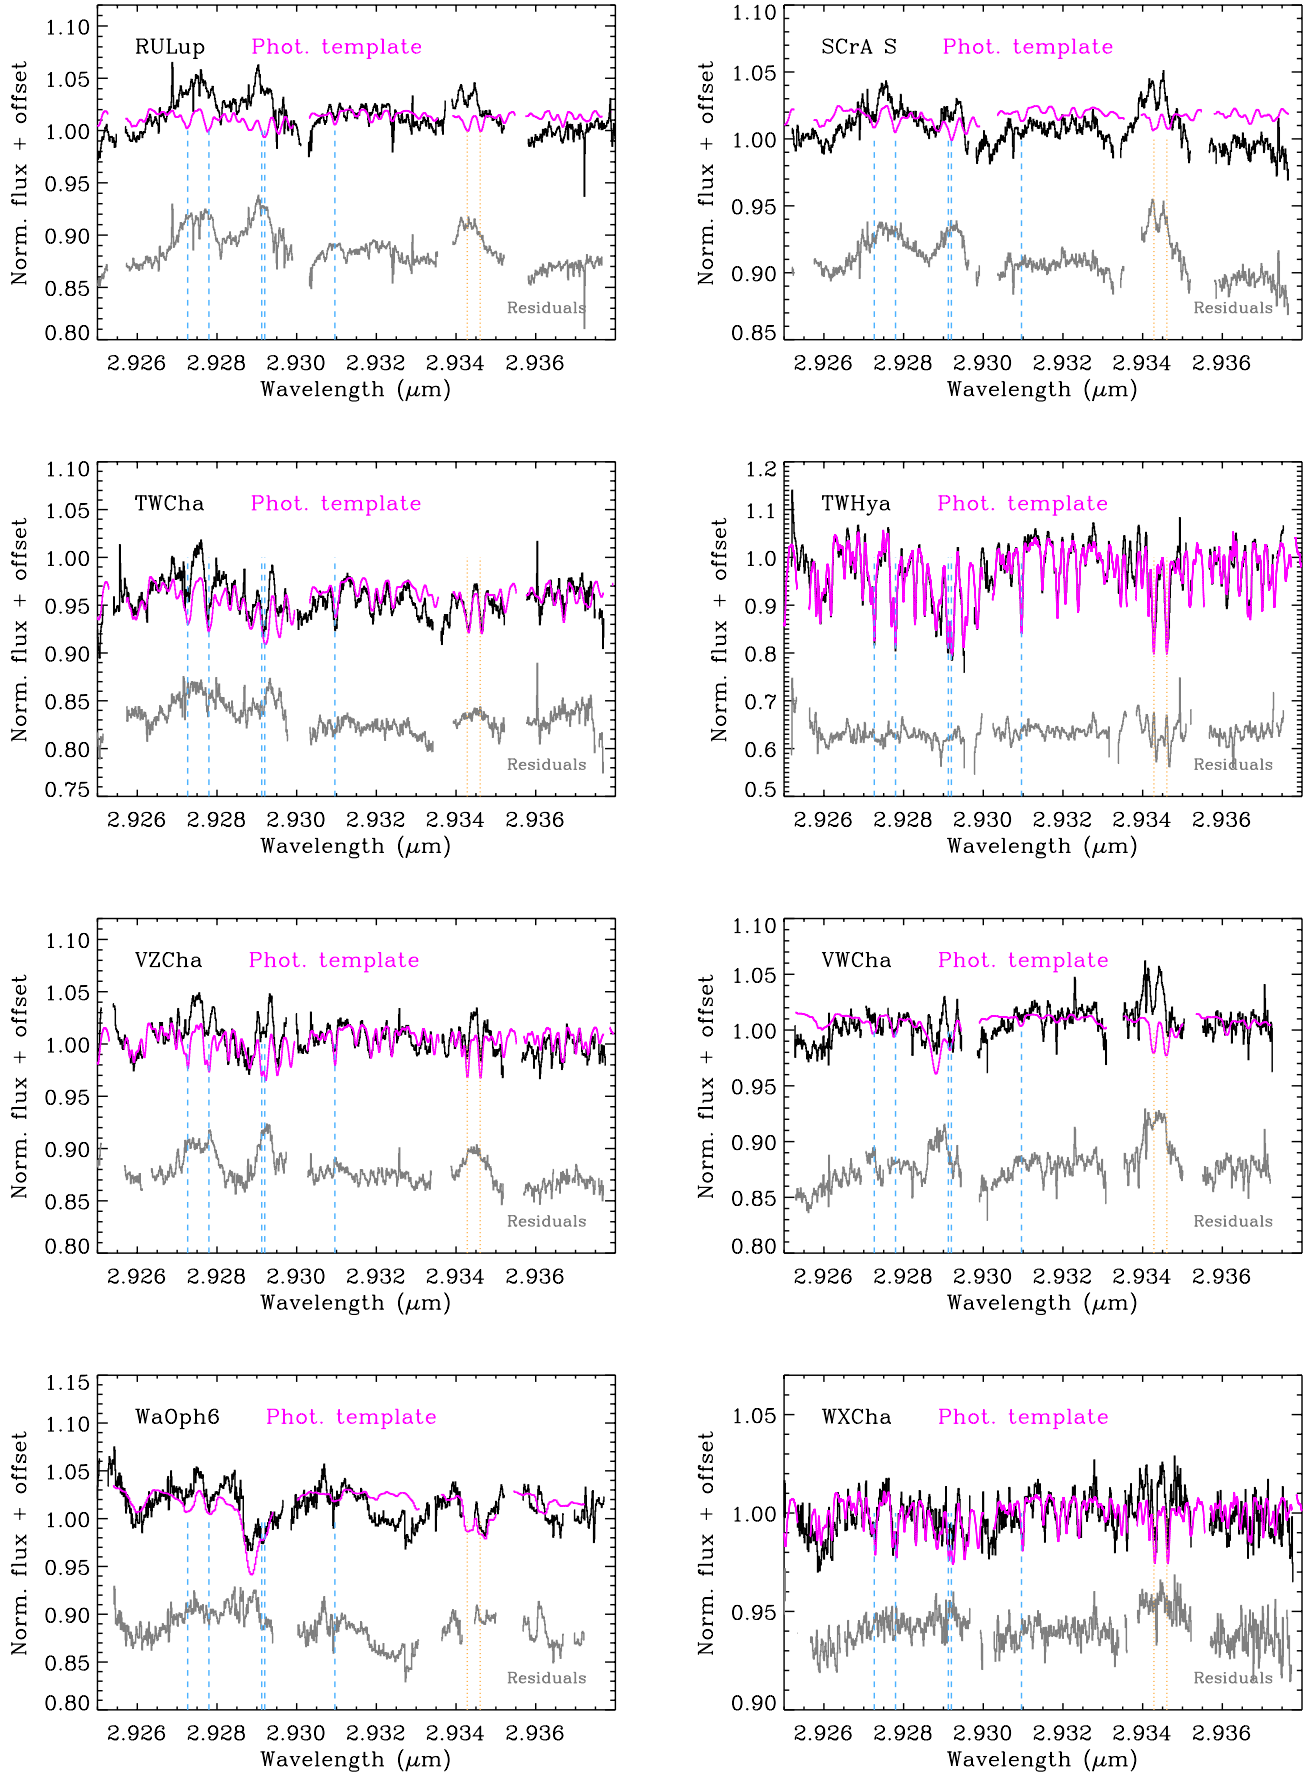 RULup Phot. template
Norm. flux + offset
1.10
1.05
1.00
0.95
0.90
0.85
0.80
Residuals
2.926 2.928 2.930 2.932 2.934 2.936
Wavelength (μm)
SCrA S Phot. template
Norm. flux + offset
1.10
1.05
1.00
0.95
0.90
0.85
Residuals
2.926 2.928 2.930 2.932 2.934 2.936
Wavelength (μm)
TWCha Phot. template
Norm. flux + offset
1.10
1.05
1.00
0.95
0.90
0.85
0.80
0.75
Residuals
2.926 2.928 2.930 2.932 2.934 2.936
Wavelength (μm)
TWHya Phot. template
Norm. flux + offset
1.2
1.1
1.0
0.9
0.8
0.7
0.6
0.5
Residuals
2.926 2.928 2.930 2.932 2.934 2.936
Wavelength (μm)
VZCha Phot. template
Norm. flux + offset
1.10
1.05
1.00
0.95
0.90
0.85
0.80
Residuals
2.926 2.928 2.930 2.932 2.934 2.936
Wavelength (μm)
VWCha Phot. template
Norm. flux + offset
1.10
1.05
1.00
0.95
0.90
0.85
0.80
Residuals
2.926 2.928 2.930 2.932 2.934 2.936
Wavelength (μm)
WaOph6 Phot. template
Norm. flux + offset
1.15
1.10
1.05
1.00
0.95
0.90
0.85
0.80
Residuals
2.926 2.928 2.930 2.932 2.934 2.936
Wavelength (μm)
WXCha Phot. template
Norm. flux + offset
1.05
1.00
0.95
0.90
Residuals
2.926 2.928 2.930 2.932 2.934 2.936
Wavelength (μm)